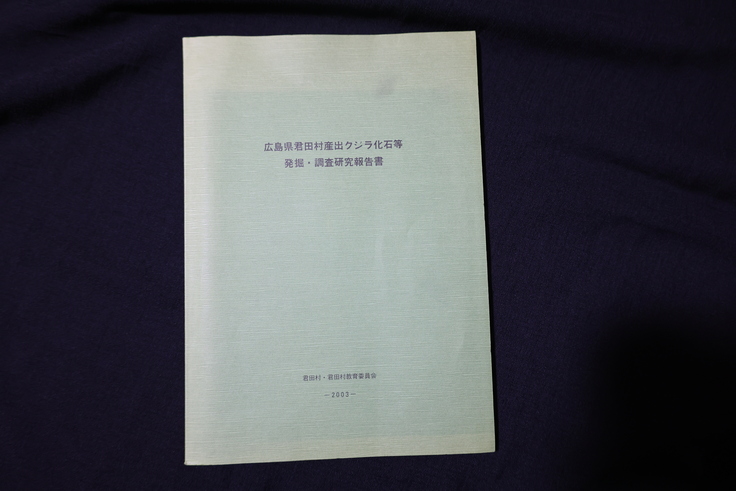 広島県君田村産出クジラ化石等
発掘・調査研究報告書
君田村・君田村教育委員会
－2003－